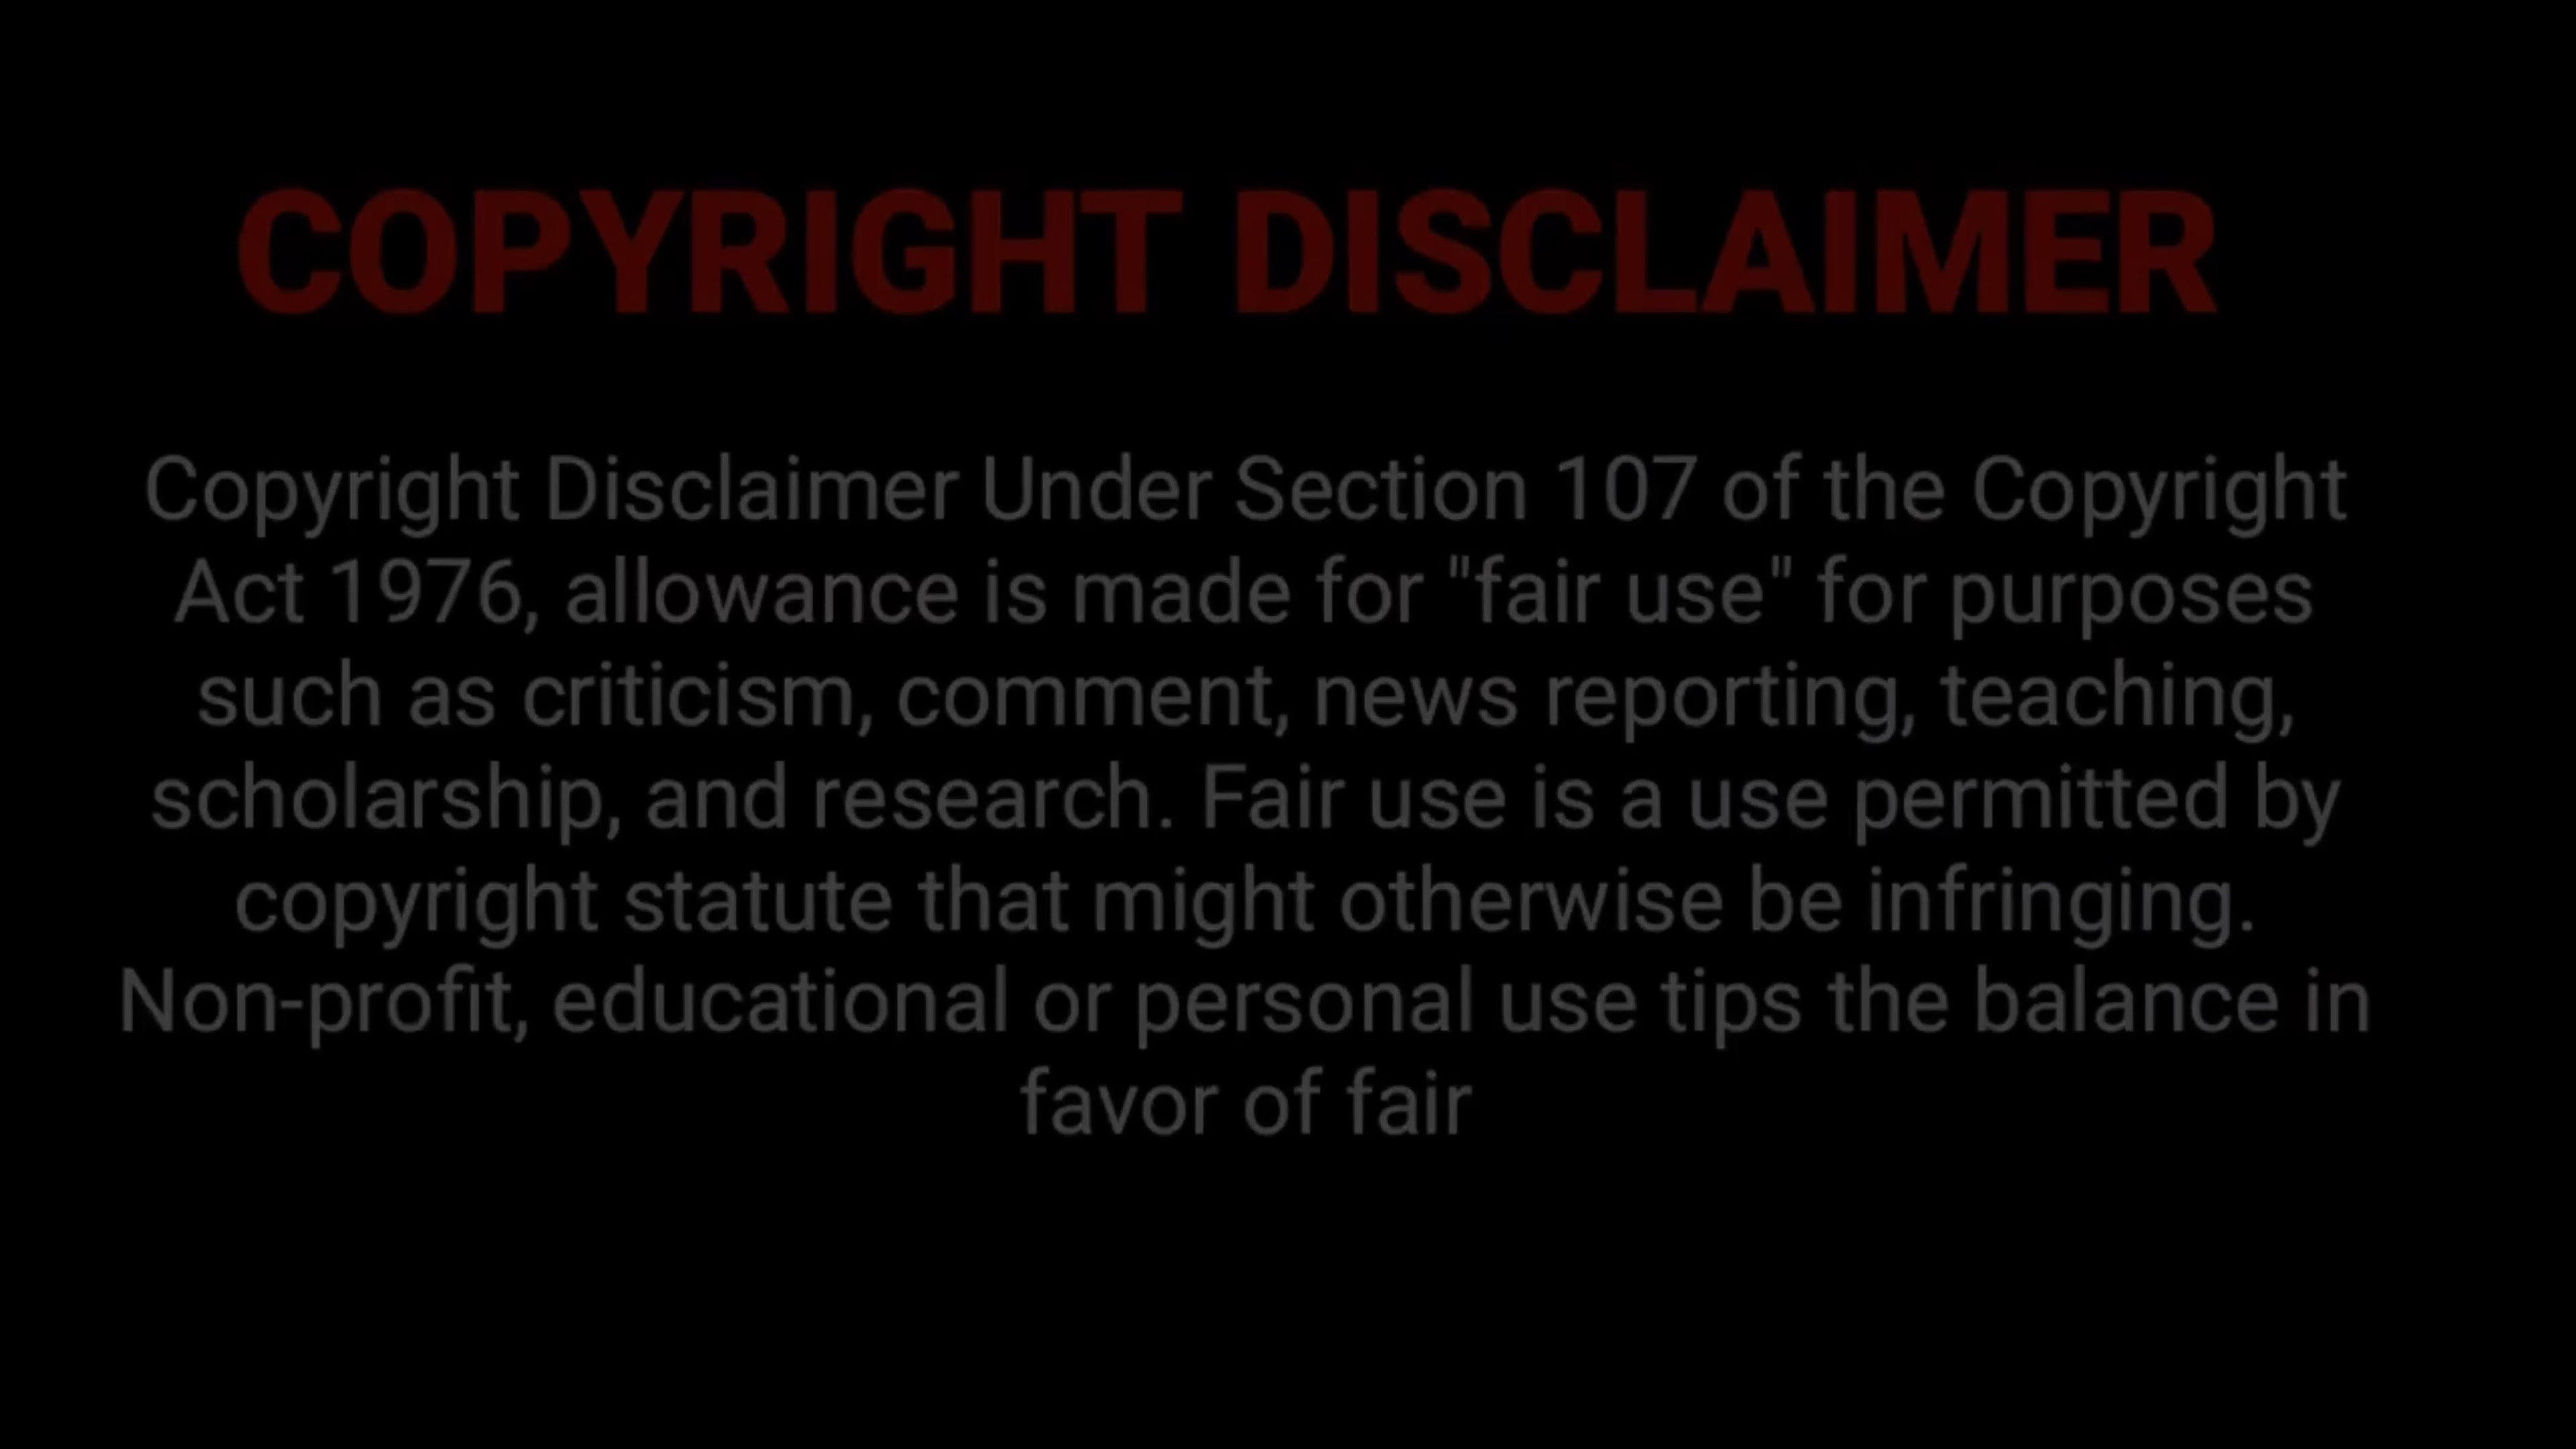 COPYRIGHT DISCLAIMER
Copyright Disclaimer Under Section 107 of the Copyright
Act 1976, allowance is made for "fair use" for purposes
such as criticism, comment, news reporting, teaching,
scholarship, and research. Fair use is a use permitted by
copyright statute that might otherwise be infringing.
Non-profit, educational or personal use tips the balance in
favor of fair